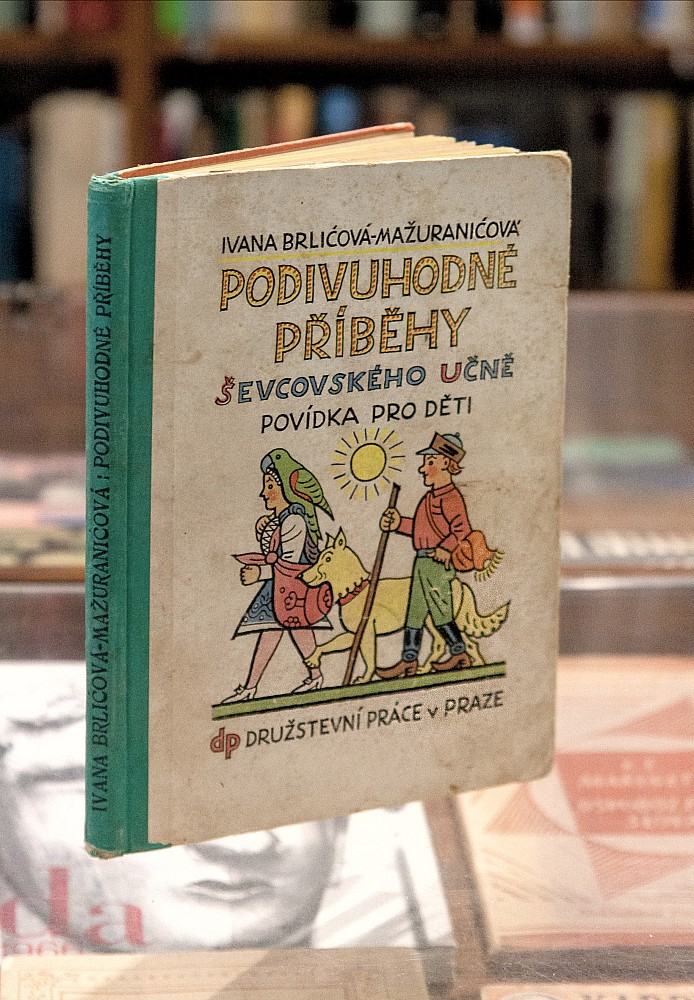 IVANA BRLIĆOVÁ-MAŽURANIĆOVÁ
PODIVUHODNÉ
PŘÍBĚHY
ŠEVCOVSKÉHO UČNĚ
POVÍDKA PRO DĚTI
dp DRUŽSTEVNÍ PRÁCE v PRAZE
IVANA BRLIĆOVÁ-MAŽURANIĆOVÁ: PODIVUHODNÉ PŘÍBĚHY
da